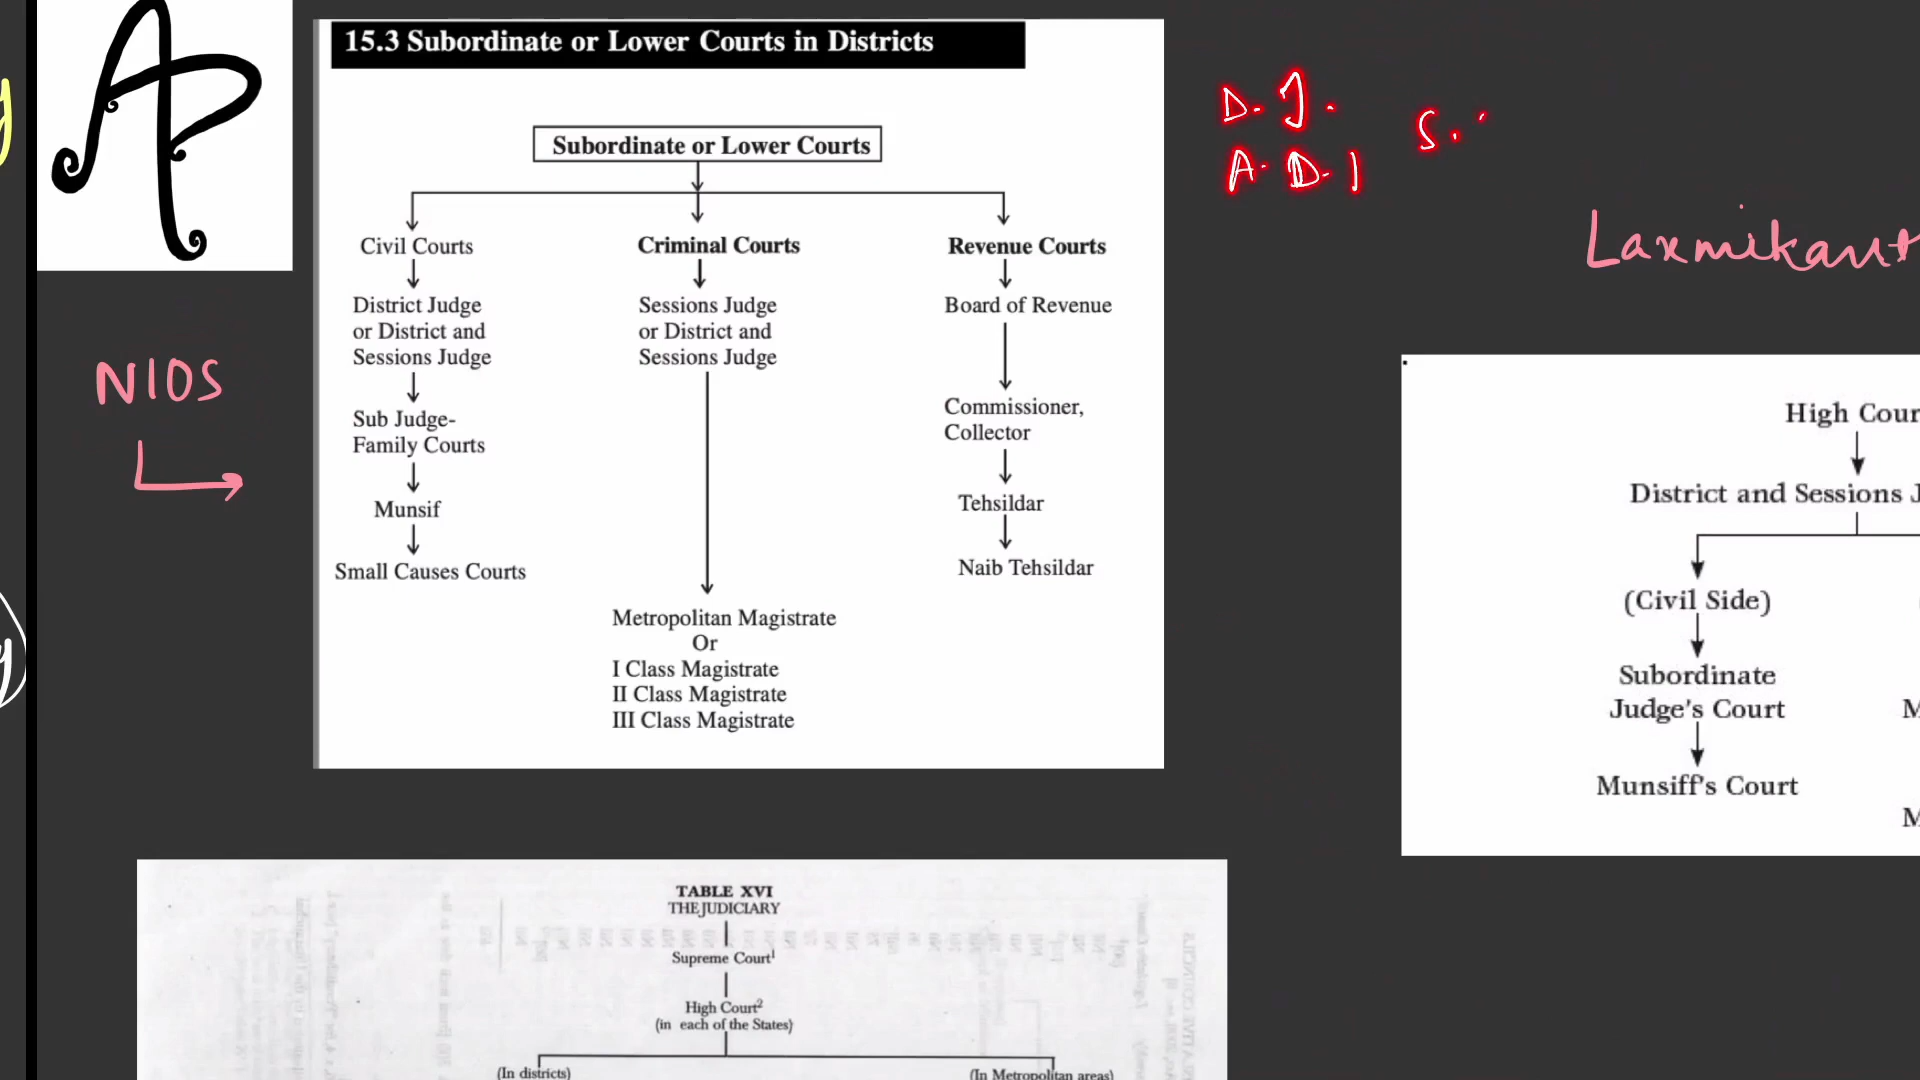 AP
15.3 Subordinate or Lower Courts in Districts
Subordinate or Lower Courts
Civil Courts
District Judge
or District and
Sessions Judge
Sub Judge-
Family Courts
Munsif
Small Causes Courts
Criminal Courts
Sessions Judge
or District and
Sessions Judge
Metropolitan Magistrate
Or
I Class Magistrate
II Class Magistrate
III Class Magistrate
Revenue Courts
Board of Revenue
Commissioner,
Collector
Tehsildar
Naib Tehsildar
NIOS
D. J.
A. D. J
S.
Laxmikant
High Cour
District and Sessions J
(Civil Side)
Subordinate
Judge's Court
Munsiff's Court
M
M
TABLE XVI
THE JUDICIARY
Supreme Court¹
High Court²
(in each of the States)
(In districts)
(In Metropolitan areas)